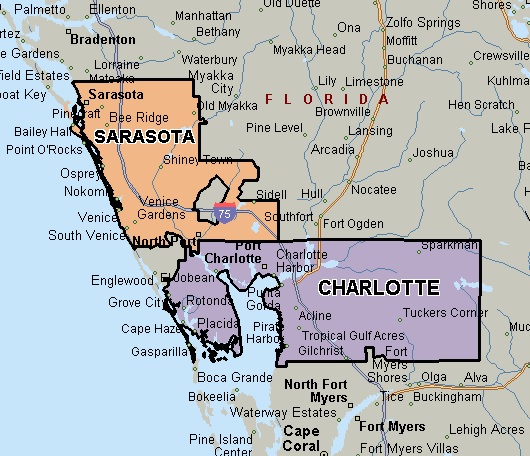 Palmetto
Ellenton
Old Duette
Shores
Manhattan
Ona
Zolfo Springs
Bradenton
Bethany
Moffitt
Myakka Head
Buchanan
Crewsville
e Gardens
Lorraine
Waterbury
field Estates
Manasota
Myakka
City
Lily
Limestone
Kuhlma
boat Key
Sarasota
FLORIDA
Old Myakka
Brownville
Hen Scratch
Pinecraft
Bee Ridge
Pine Level
Lansing
Lake P
Bailey Hall
SARASOTA
Point O'Rocks
Arcadia
Joshua
Shiney Town
Osprey
Ba
Nokomi
Sidell
Hull
Nocatee
Venice
Gardens
75
Venice
Southfort
Fort Ogden
South Venice
North Port
Port
Charlotte
Sparkman
Charlotte
Harbor
Englewood
El Jobean
Punta
Gorda
CHARLOTTE
Grove City
Rotonda
Acline
Tuckers Corner
Cape Haze
Placida
Pirate
Harbor
Tropical Gulf Acres
Muc
Gasparilla
Gilchrist
Fort
Myers
Shores
Boca Grande
Olga
Alva
North Fort
Myers
Bokeelia
Tice
Buckingham
Waterway Estates
Fort Myers
Cape
Coral
Lehigh Acres
Pine Island
Center
Fort Myers Villas